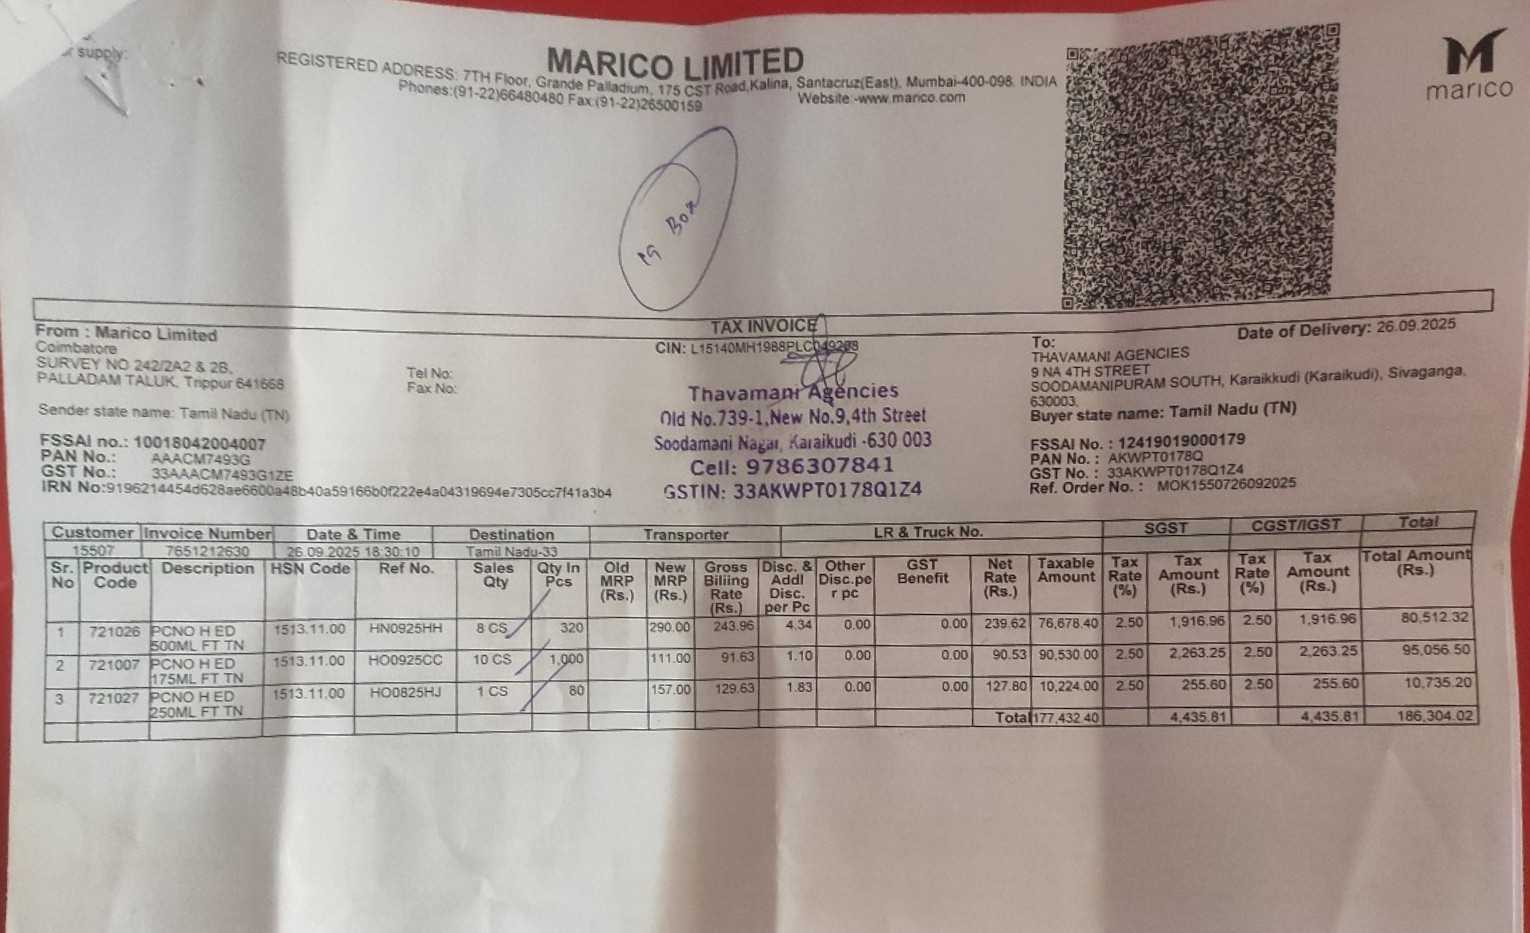 r supply:
MARICO LIMITED
REGISTERED ADDRESS: 7TH Floor, Grande Palladium, 175 CST Road,Kalina, Santacruz(East), Mumbai-400-098. INDIA
Phones:(91-22)66480480 Fax:(91-22)26500159 Website:-www.marico.com
marico
Box
TAX INVOICE
CIN: L15140MH1988PLC049208
From : Marico Limited
Coimbatore
SURVEY NO 242/2A2 & 2B,
PALLADAM TALUK, Trippur 641668
Tel No:
Fax No:
Sender state name: Tamil Nadu (TN)
FSSAI no.: 10018042004007
PAN No.: AAACM7493G
GST No.: 33AAACM7493G1ZE
IRN No:9196214454d628ae6600a48b40a59166b0f222e4a04319694e7305cc7f41a3b4
Thavamani Agencies
Old No.739-1,New No.9,4th Street
Soodamani Nagar, Karaikudi -630 003
Cell: 9786307841
GSTIN: 33AKWPT0178Q1Z4
Date of Delivery: 26.09.2025
To:
THAVAMANI AGENCIES
9 NA 4TH STREET
SOODAMANIPURAM SOUTH, Karaikkudi (Karaikudi), Sivaganga,
630003.
Buyer state name: Tamil Nadu (TN)
FSSAI No. : 12419019000179
PAN No. : AKWPT0178Q
GST No. : 33AKWPT0178Q1Z4
Ref. Order No. : MOK1550726092025
Customer Invoice Number Date & Time Destination Transporter LR & Truck No. SGST CGST/IGST Total
15507 7651212630 26.09.2025 18:30:10 Tamil Nadu-33
Sr. No Product Code Description HSN Code Ref No. Sales Qty Qty In Pcs Old MRP (Rs.) New MRP (Rs.) Gross Billing Rate (Rs.) Disc. & Addl Disc. per Pc Other Disc.pe r pc GST Benefit Net Rate (Rs.) Taxable Amount Tax Rate (%) Tax Amount (Rs.) Tax Rate (%) Tax Amount (Rs.) Total Amount (Rs.)
1 721026 PCNO H ED 500ML FT TN 1513.11.00 HN0925HH 8 CS 320 290.00 243.96 4.34 0.00 0.00 239.62 76,678.40 2.50 1,916.96 2.50 1,916.96 80,512.32
2 721007 PCNO H ED 175ML FT TN 1513.11.00 HO0925CC 10 CS 1,000 111.00 91.63 1.10 0.00 0.00 90.53 90,530.00 2.50 2,263.25 2.50 2,263.25 95,056.50
3 721027 PCNO H ED 250ML FT TN 1513.11.00 HO0825HJ 1 CS 80 157.00 129.63 1.83 0.00 0.00 127.80 10,224.00 2.50 255.60 2.50 255.60 10,735.20
Total 177,432.40 4,435.81 4,435.81 186,304.02